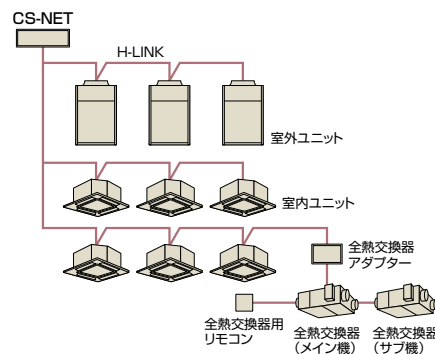 CS-NET
H-LINK
室外ユニット
室内ユニット
全熱交換器
アダプター
全熱交換器用
リモコン
全熱交換器
（メイン機）
全熱交換器
（サブ機）